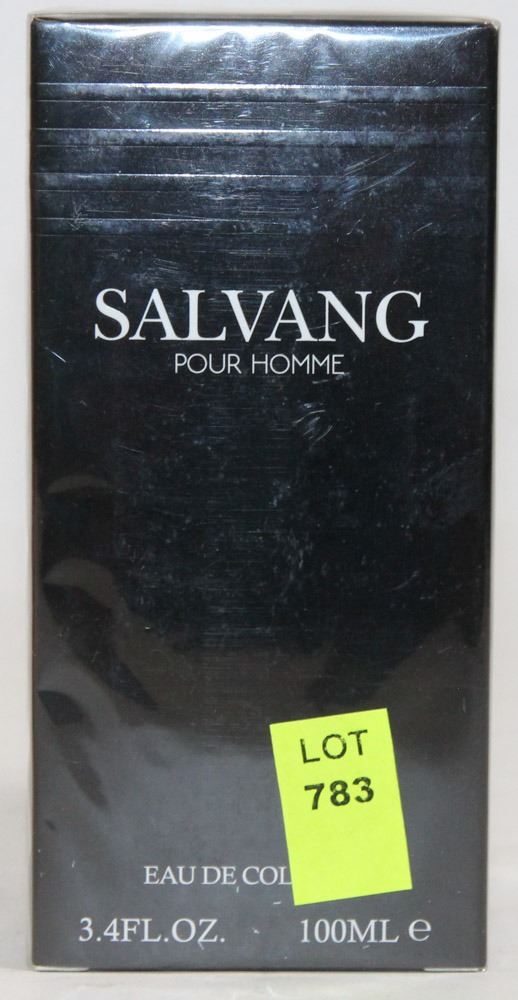 SALVANG
POUR HOMME
LOT
783
EAU DE COL
3.4FL.OZ. 100ML e